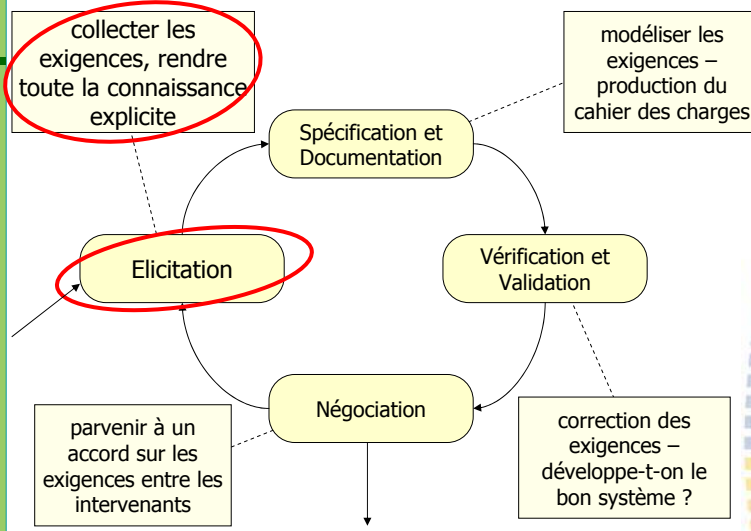 collecter les
exigences, rendre
toute la connaissance
explicite
modéliser les
exigences –
production du
cahier des charges
Spécification et
Documentation
Elicitation
Vérification et
Validation
Négociation
parvenir à un
accord sur les
exigences entre les
intervenants
correction des
exigences –
développe-t-on le
bon système ?